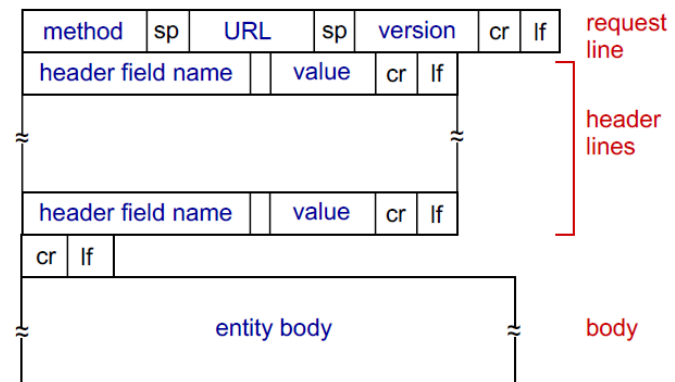 method sp URL sp version cr lf request line
header field name value cr lf
header lines
header field name value cr lf
cr lf
entity body body